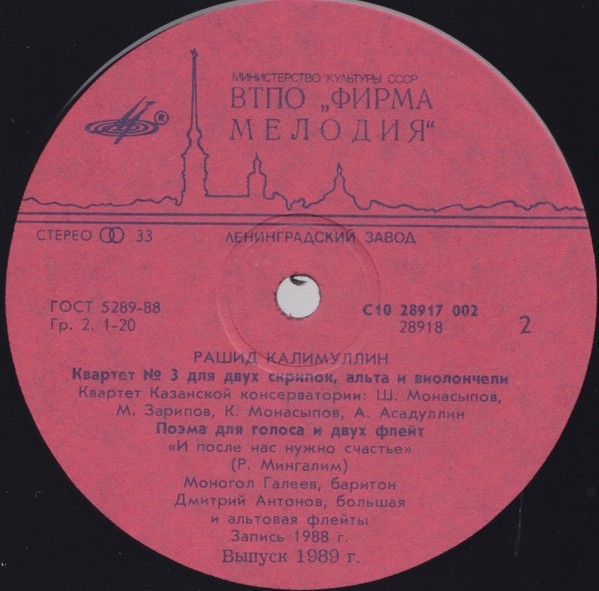 МИНИСТЕРСТВО КУЛЬТУРЫ СССР
ВТПО „ФИРМА
МЕЛОДИЯ“
®
СТЕРЕО 33
ЛЕНИНГРАДСКИЙ ЗАВОД
ГОСТ 5289-88
Гр. 2. 1-20
С10 28917 002
28918
2
РАШИД КАЛИМУЛЛИН
Квартет № 3 для двух скрипок, альта и виолончели
Квартет Казанской консерватории: Ш. Монасыпов,
М. Зарипов, К. Монасыпов, А. Асадуллин
Поэма для голоса и двух флейт
«И после нас нужно счастье»
(Р. Мингалим)
Моногол Галеев, баритон
Дмитрий Антонов, большая
и альтовая флейты
Запись 1988 г.
Выпуск 1989 г.